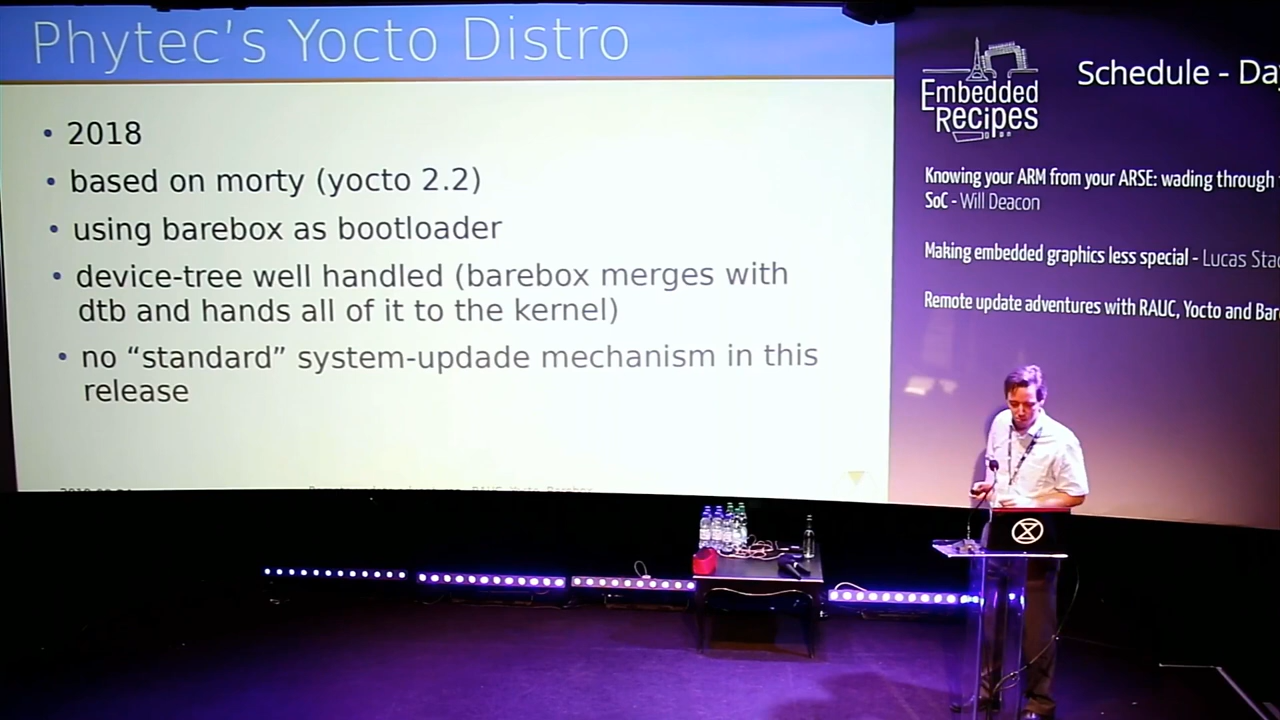 Phytec's Yocto Distro
• 2018
• based on morty (yocto 2.2)
• using barebox as bootloader
• device-tree well handled (barebox merges with
dtb and hands all of it to the kernel)
• no “standard” system-updade mechanism in this
release
Embedded
Recipes
Schedule - Day
Knowing your ARM from your ARSE: wading through
SoC - Will Deacon
Making embedded graphics less special - Lucas Sta
Remote update adventures with RAUC, Yocto and Bar